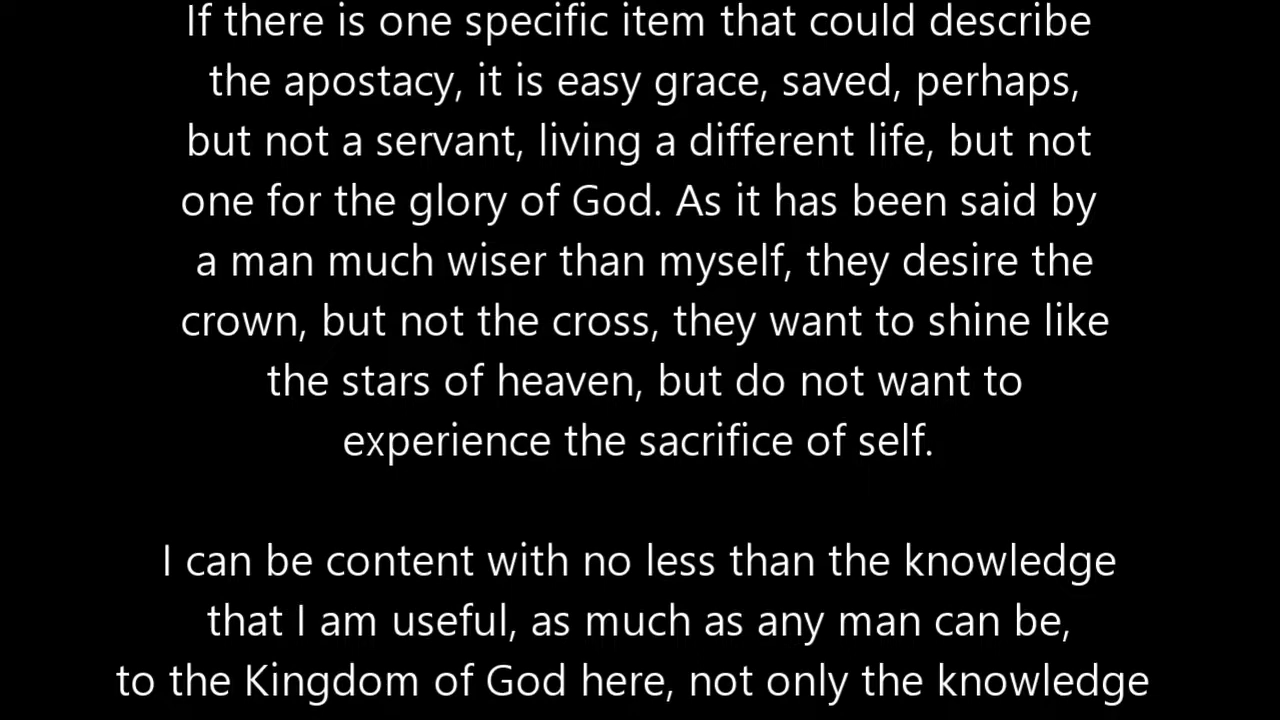 If there is one specific item that could describe
the apostacy, it is easy grace, saved, perhaps,
but not a servant, living a different life, but not
one for the glory of God. As it has been said by
a man much wiser than myself, they desire the
crown, but not the cross, they want to shine like
the stars of heaven, but do not want to
experience the sacrifice of self.
I can be content with no less than the knowledge
that I am useful, as much as any man can be,
to the Kingdom of God here, not only the knowledge